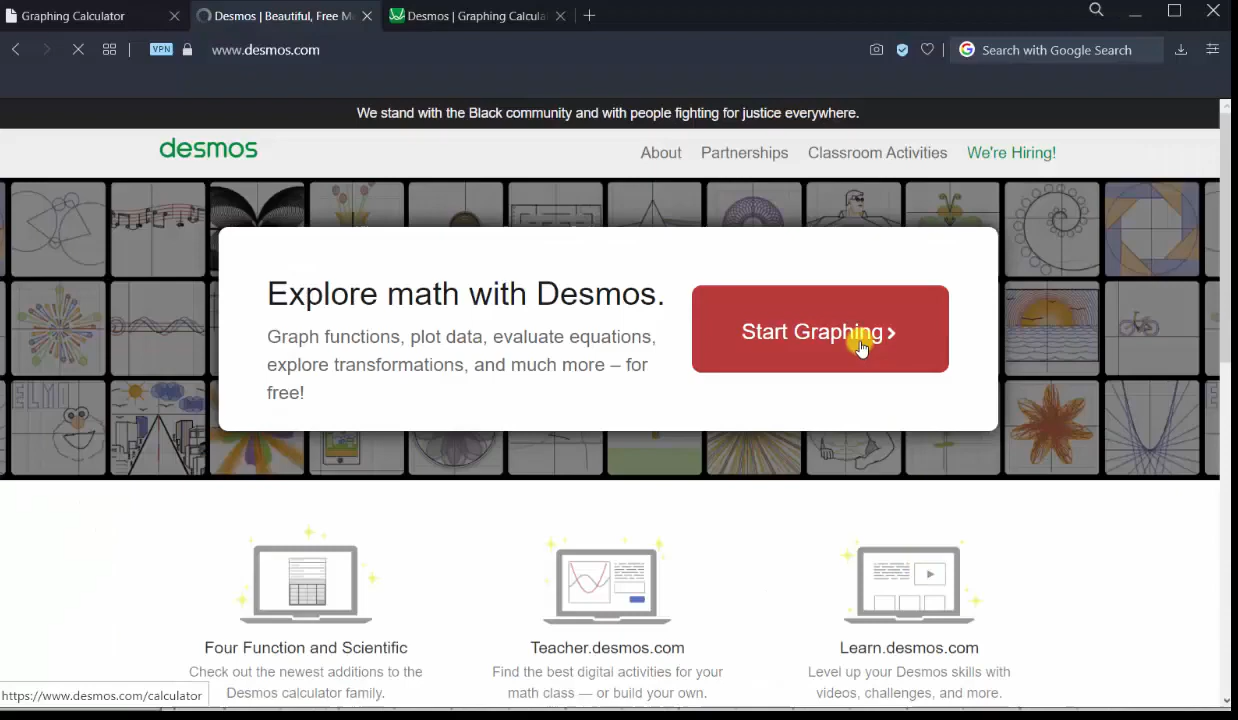 Graphing Calculator
Desmos | Beautiful, Free M
Desmos | Graphing Calcula
VPN
www.desmos.com
Search with Google Search
We stand with the Black community and with people fighting for justice everywhere.
desmos
About
Partnerships
Classroom Activities
We're Hiring!
Explore math with Desmos.
Graph functions, plot data, evaluate equations,
explore transformations, and much more – for
free!
Start Graphing
ELMO
Four Function and Scientific
Check out the newest additions to the
Desmos calculator family.
Teacher.desmos.com
Find the best digital activities for your
math class — or build your own.
Learn.desmos.com
Level up your Desmos skills with
videos, challenges, and more.
https://www.desmos.com/calculator